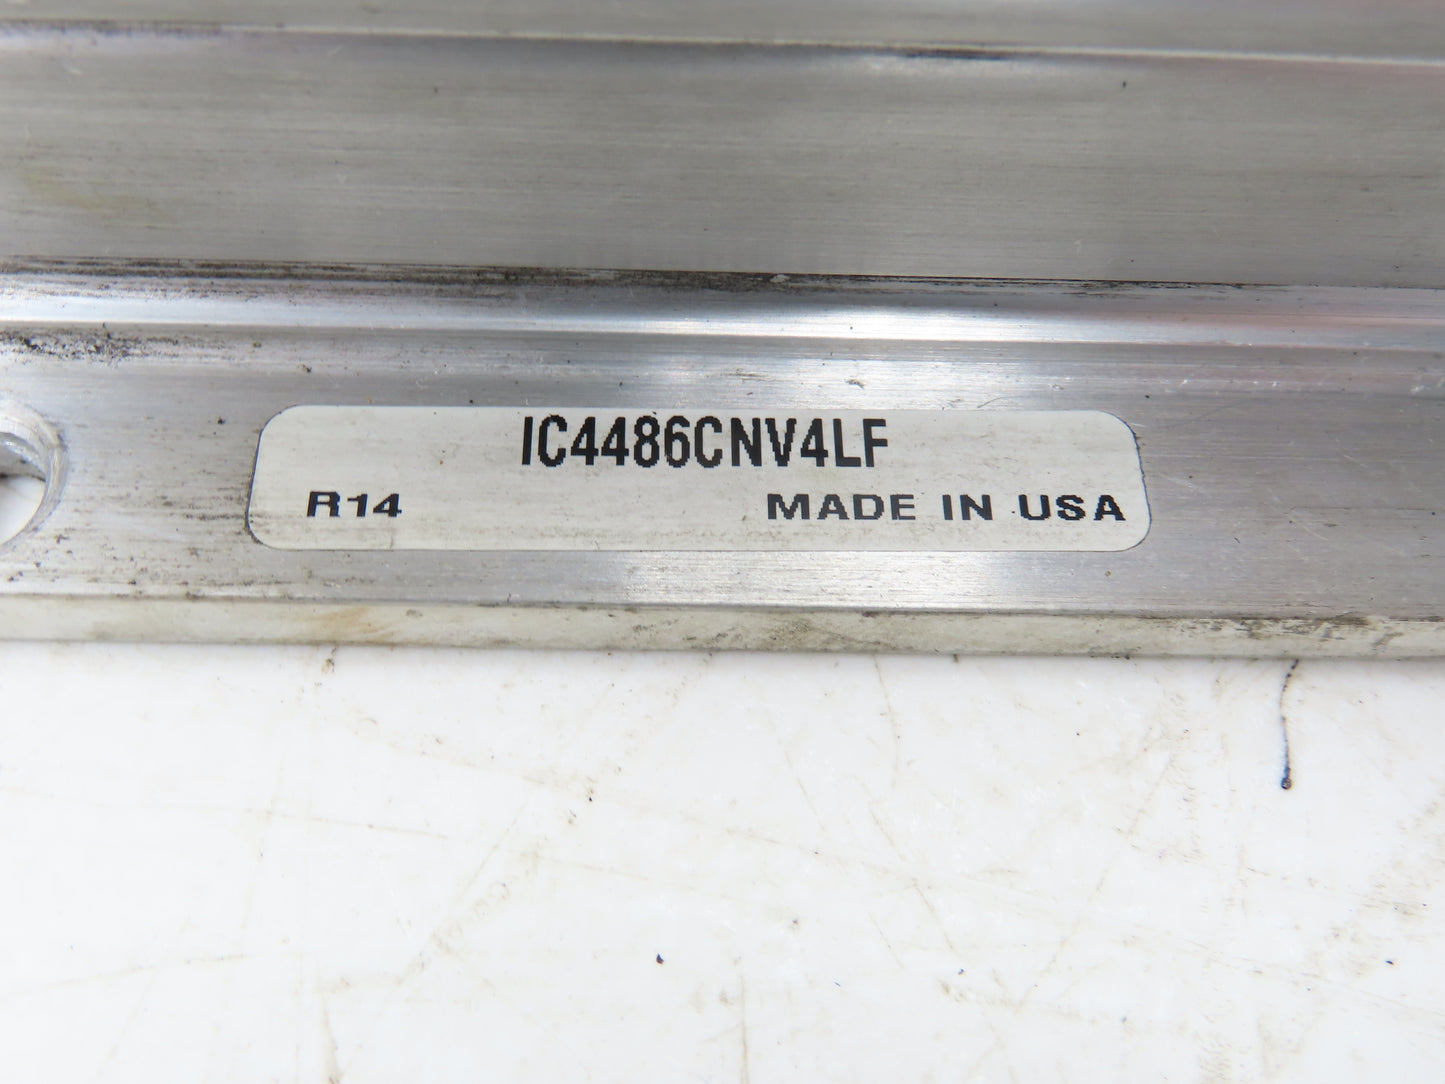 IC4486CNV4LF
R14 MADE IN USA